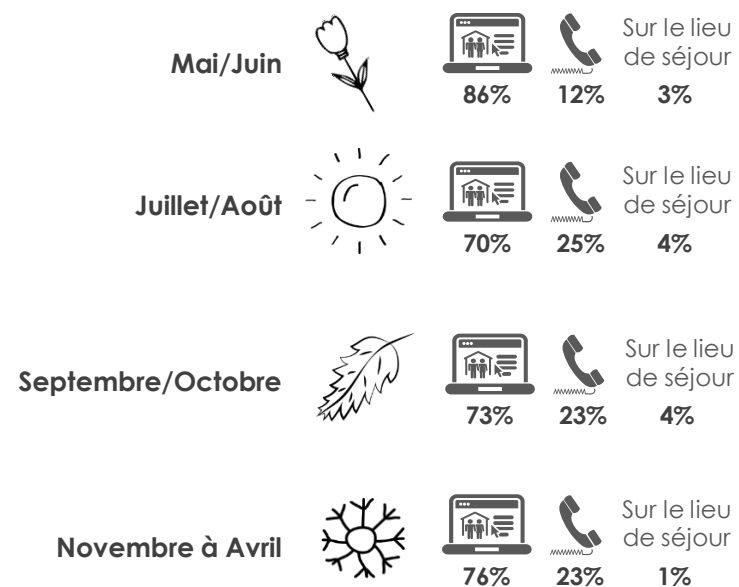 Mai/Juin
Sur le lieu
de séjour
86% 12% 3%
Juillet/Août
Sur le lieu
de séjour
70% 25% 4%
Septembre/Octobre
Sur le lieu
de séjour
73% 23% 4%
Novembre à Avril
Sur le lieu
de séjour
76% 23% 1%